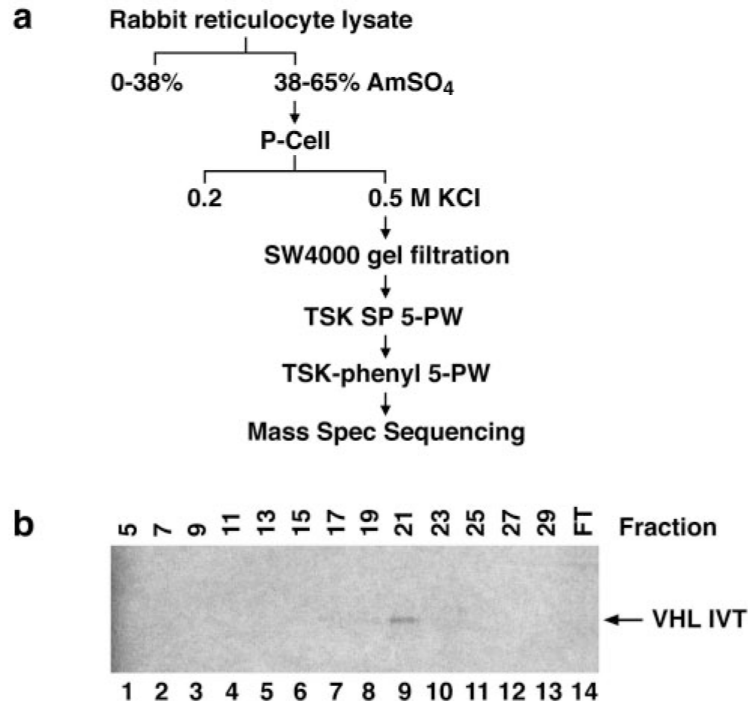 a
Rabbit reticulocyte lysate
0-38% 38-65% AmSO4
P-Cell
0.2 0.5 M KCl
SW4000 gel filtration
TSK SP 5-PW
TSK-phenyl 5-PW
Mass Spec Sequencing
b
5 7 9 11 13 15 17 19 21 23 25 27 29 FT Fraction
VHL IVT
1 2 3 4 5 6 7 8 9 10 11 12 13 14